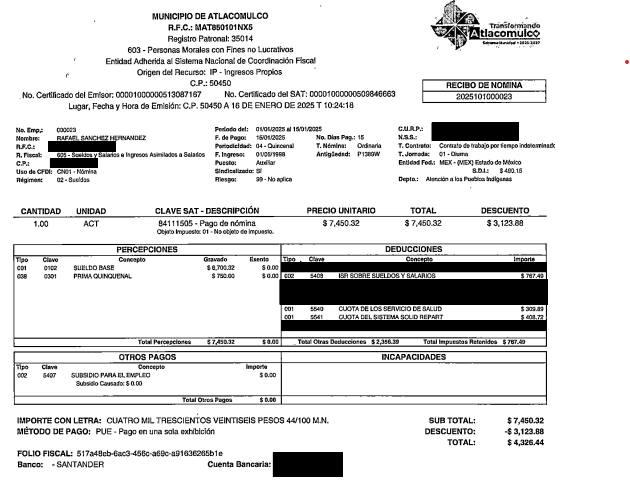 MUNICIPIO DE ATLACOMULCO
R.F.C.: MAT850101NX5
Registro Patronal: 35014
603 - Personas Morales con Fines no Lucrativos
Entidad Adherida al Sistema Nacional de Coordinación Fiscal
Origen del Recurso: IP - Ingresos Propios
C.P.: 50450
No. Certificado del Emisor: 00001000000513087167 No. Certificado del SAT: 00001000000509846663
Lugar, Fecha y Hora de Emisión: C.P. 50450 A 16 DE ENERO DE 2025 T 10:24:18
Transformando
Atlacomulco
RECIBO DE NOMINA
2025101000023
No. Emp.: 000023 Periodo del: 01/01/2025 al 15/01/2025 C.U.R.P.:
Nombre: RAFAEL SANCHEZ HERNANDEZ F. de Pago: 15/01/2025 No. Días Pag.: 15 N.S.S.:
R.F.C.: Periodicidad: 04 - Quincenal T. Nómina: Ordinaria T. Contrato: Contrato de trabajo por tiempo indeterminado
R. Fiscal: 605 - Sueldos y Salarios e Ingresos Asimilados a Salarios F. Ingreso: 01/09/1998 Antigüedad: P1389W T. Jornada: 01 - Diurna
C.P.: Puesto: Auxiliar Entidad Fed.: MEX - (MEX) Estado de México
Uso de CFDI: CN01 - Nómina Sindicalizado: Sí S.D.I.: $ 490.15
Régimen: 02 - Sueldos Riesgo: 99 - No aplica Depto.: Atención a los Pueblos Indígenas
CANTIDAD UNIDAD CLAVE SAT - DESCRIPCIÓN PRECIO UNITARIO TOTAL DESCUENTO
1.00 ACT 84111505 - Pago de nómina $ 7,450.32 $ 7,450.32 $ 3,123.88
Objeto Impuesto: 01 - No objeto de impuesto.
PERCEPCIONES DEDUCCIONES
Tipo Clave Concepto Gravado Exento Tipo Clave Concepto Importe
001 0102 SUELDO BASE $ 6,700.32 $ 0.00
038 0301 PRIMA QUINQUENAL $ 750.00 $ 0.00 002 5409 ISR SOBRE SUELDOS Y SALARIOS $ 767.49
001 5540 CUOTA DE LOS SERVICIO DE SALUD $ 309.89
001 5541 CUOTA DEL SISTEMA SOLID REPART $ 408.72
Total Percepciones $ 7,450.32 $ 0.00 Total Otras Deducciones $ 2,356.39 Total Impuestos Retenidos $ 767.49
OTROS PAGOS INCAPACIDADES
Tipo Clave Concepto Importe
002 5407 SUBSIDIO PARA EL EMPLEO $ 0.00
Subsidio Causado: $ 0.00
Total Otros Pagos $ 0.00
IMPORTE CON LETRA: CUATRO MIL TRESCIENTOS VEINTISEIS PESOS 44/100 M.N. SUB TOTAL: $ 7,450.32
MÉTODO DE PAGO: PUE - Pago en una sola exhibición DESCUENTO: -$ 3,123.88
TOTAL: $ 4,326.44
FOLIO FISCAL: 517a48eb-6ac3-456c-a69c-a91636265b1e
Banco: - SANTANDER Cuenta Bancaria: